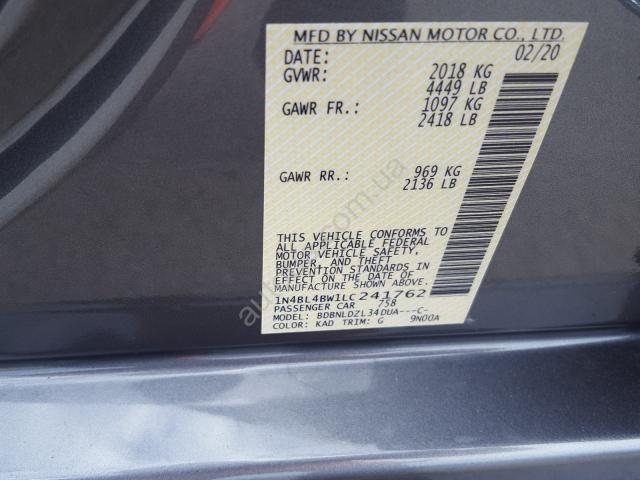 MFD BY NISSAN MOTOR CO., LTD.
DATE: 02/20
GVWR: 2018 KG
4449 LB
GAWR FR.: 1097 KG
2418 LB
GAWR RR.: 969 KG
2136 LB
THIS VEHICLE CONFORMS TO
ALL APPLICABLE FEDERAL
MOTOR VEHICLE SAFETY,
BUMPER, AND THEFT
PREVENTION STANDARDS IN
EFFECT ON THE DATE OF
MANUFACTURE SHOWN ABOVE.
1N4BL4BW1LC241762
PASSENGER CAR 758
MODEL: BDBNLDZL34DUA---C-
COLOR: KAD TRIM: G 9N00A